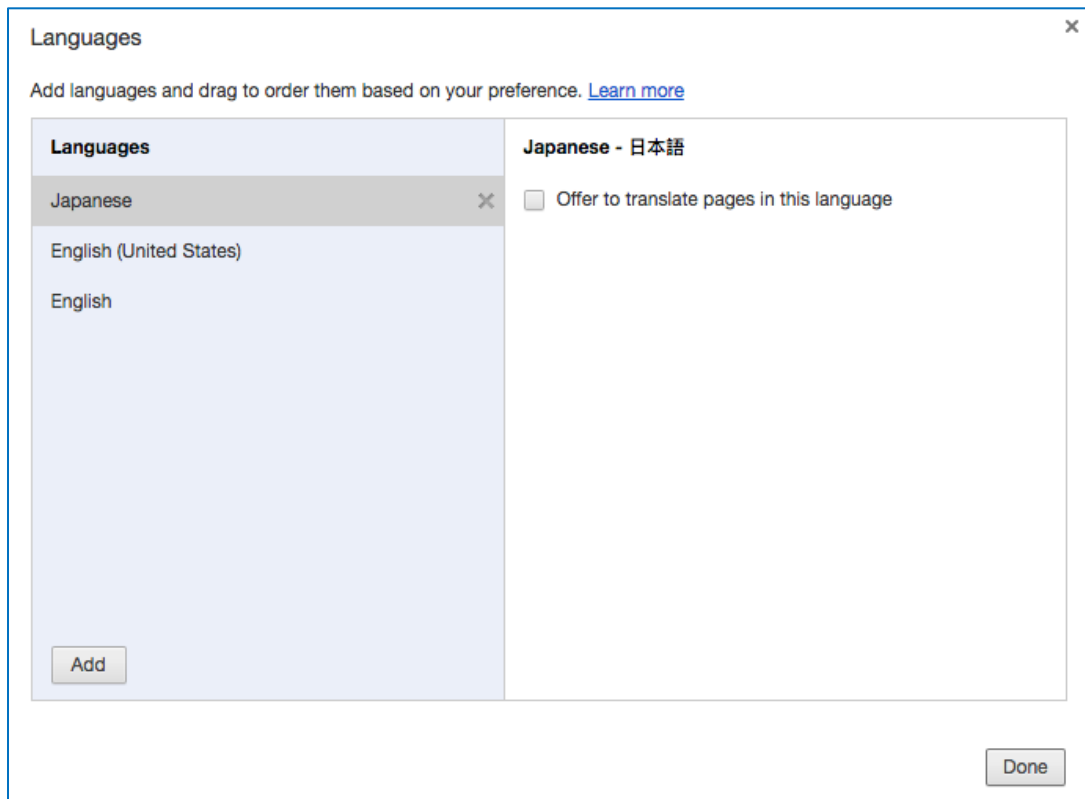 Languages
Add languages and drag to order them based on your preference. Learn more
Languages
Japanese
English (United States)
English
Add
Japanese - 日本語
Offer to translate pages in this language
Done